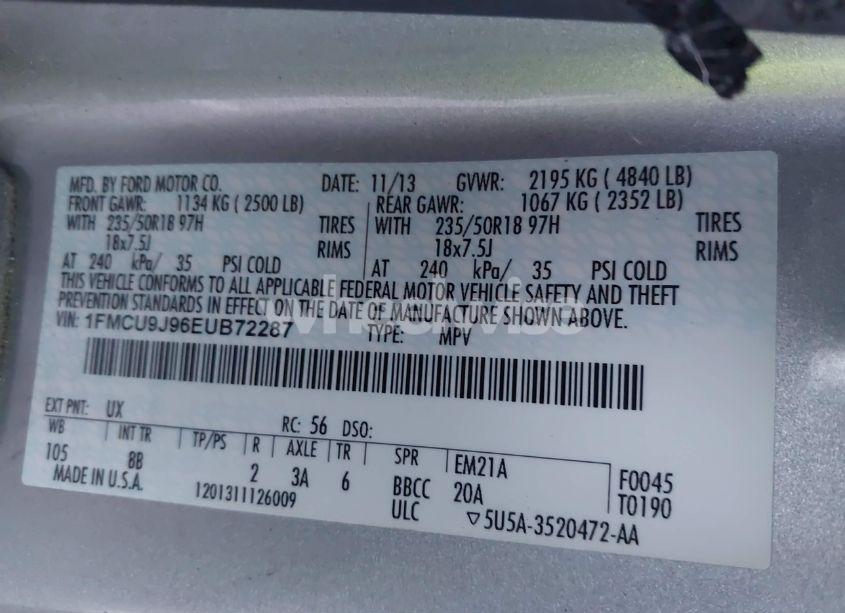 MFD. BY FORD MOTOR CO. DATE: 11/13 GVWR: 2195 KG ( 4840 LB)
FRONT GAWR: 1134 KG ( 2500 LB) REAR GAWR: 1067 KG ( 2352 LB)
WITH 235/50R18 97H TIRES WITH 235/50R18 97H TIRES
18x7.5J RIMS 18x7.5J RIMS
AT 240 kPa/ 35 PSI COLD AT 240 kPa/ 35 PSI COLD
THIS VEHICLE CONFORMS TO ALL APPLICABLE FEDERAL MOTOR VEHICLE SAFETY AND THEFT
PREVENTION STANDARDS IN EFFECT ON THE DATE OF MANUFACTURE SHOWN ABOVE.
VIN: 1FMCU9J96EUB72287 TYPE: MPV
EXT PNT: UX RC: 56 DSO:
WB INT TR TP/PS R AXLE TR SPR EM21A F0045
105 8B 2 3A 6 BBCC 20A T0190
MADE IN U.S.A. 1201311126009 ULC ▽5U5A-3520472-AA